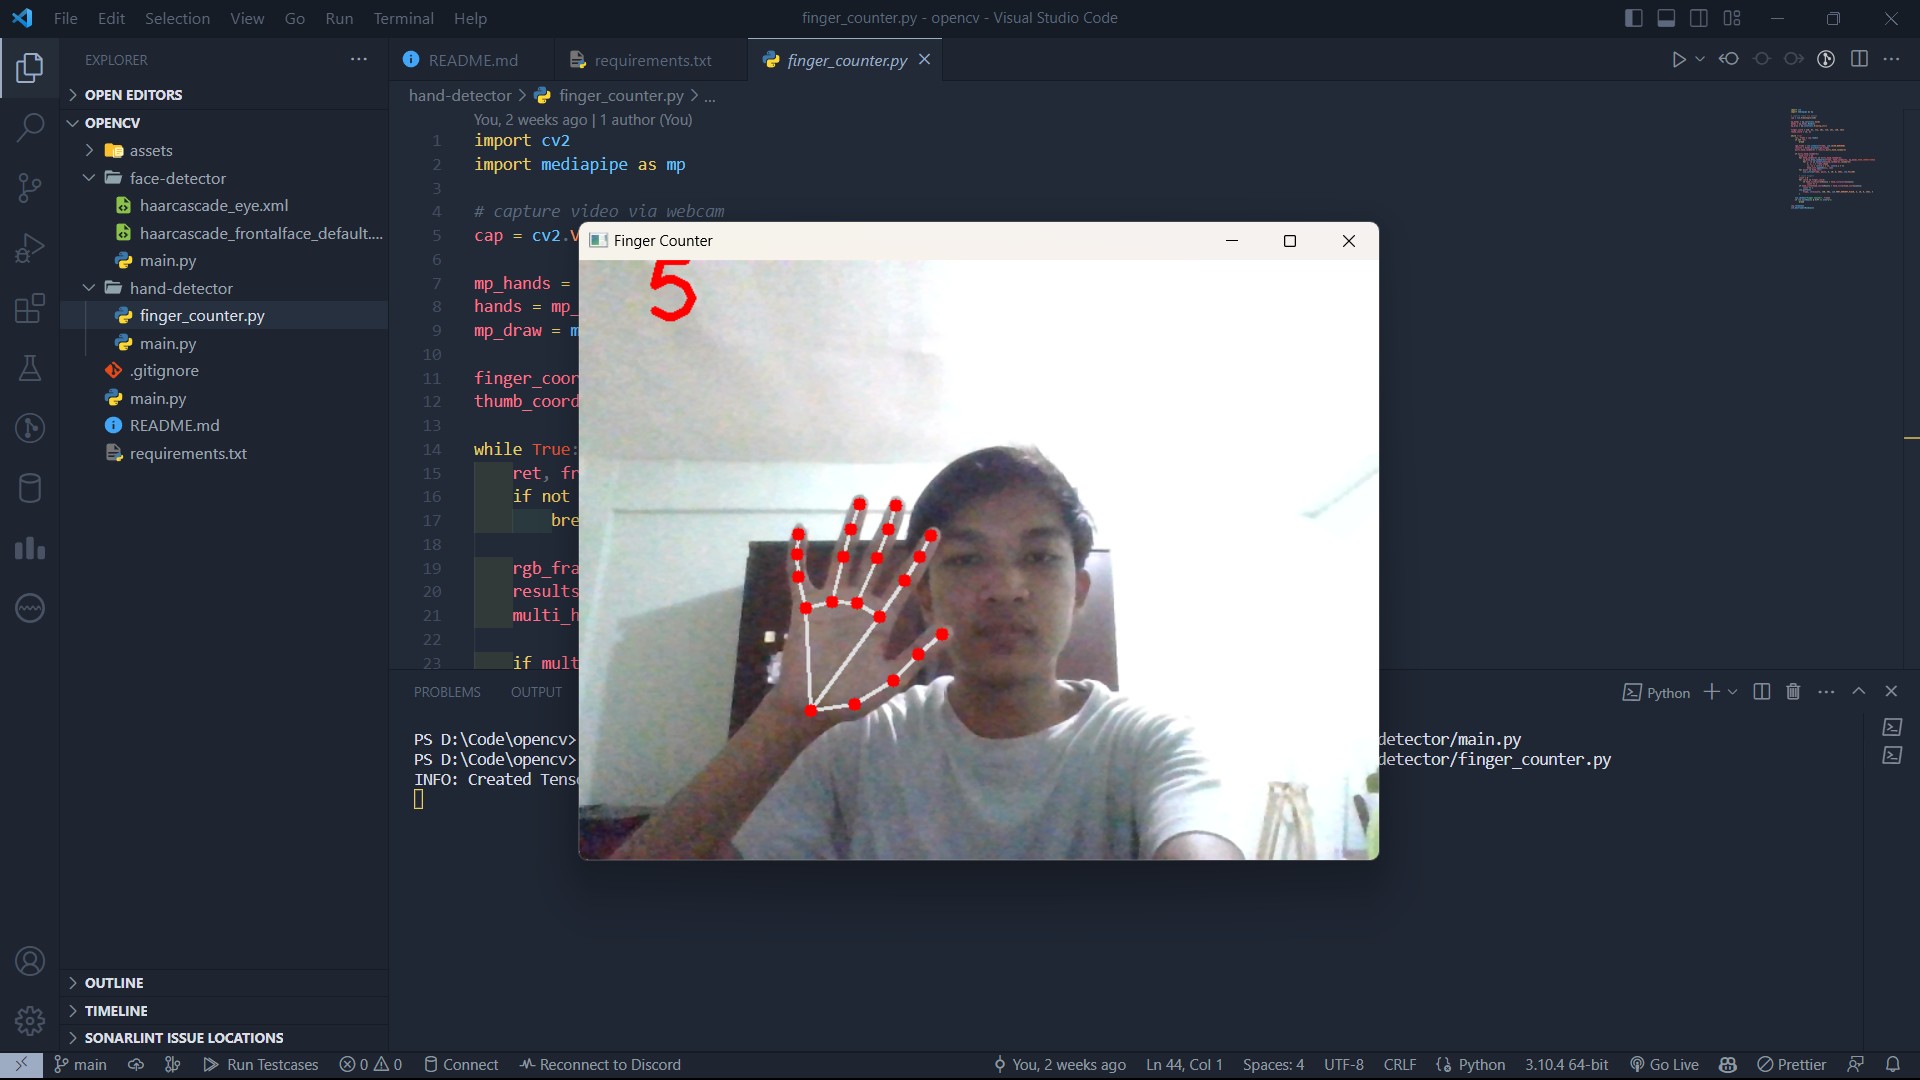 File Edit Selection View Go Run Terminal Help
finger_counter.py - opencv - Visual Studio Code
EXPLORER
OPEN EDITORS
OPENCV
assets
face-detector
haarcascade_eye.xml
haarcascade_frontalface_default....
main.py
hand-detector
finger_counter.py
main.py
.gitignore
main.py
README.md
requirements.txt
OUTLINE
TIMELINE
SONARLINT ISSUE LOCATIONS
README.md requirements.txt finger_counter.py
hand-detector > finger_counter.py > ...
You, 2 weeks ago | 1 author (You)
1 import cv2
2 import mediapipe as mp
3
4 # capture video via webcam
5 cap = cv2.V
6
7 mp_hands =
8 hands = mp_
9 mp_draw = m
10
11 finger_coor
12 thumb_coord
13
14 while True:
15 ret, fr
16 if not
17 bre
18
19 rgb_fra
20 results
21 multi_h
22
23 if mult
Finger Counter
5
PROBLEMS OUTPUT
Python
PS D:\Code\opencv> detector/main.py
PS D:\Code\opencv> detector/finger_counter.py
INFO: Created Tens
main Run Testcases 0 0 Connect Reconnect to Discord You, 2 weeks ago Ln 44, Col 1 Spaces: 4 UTF-8 CRLF Python 3.10.4 64-bit Go Live Prettier